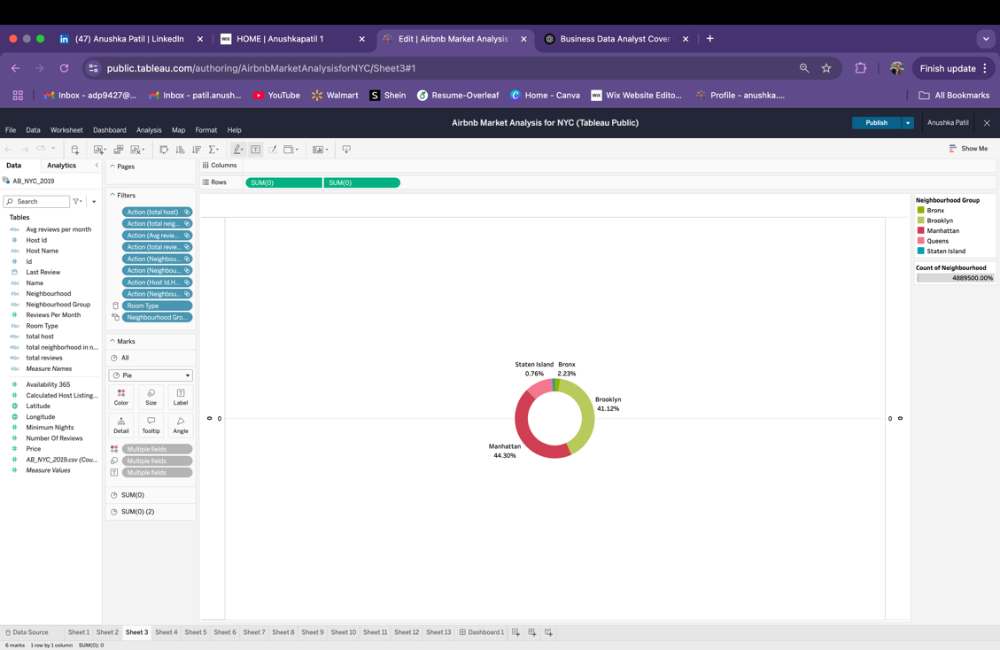 (47) Anushka Patil | LinkedIn
HOME | Anushkapatil 1
Edit | Airbnb Market Analysis
Business Data Analyst Cover
public.tableau.com/authoring/AirbnbMarketAnalysisforNYC/Sheet3#1
Finish update
Inbox - adp9427@...
Inbox - patil.anush...
YouTube
Walmart
Shein
Resume-Overleaf
Home - Canva
Wix Website Edito...
Profile - anushka....
All Bookmarks
Airbnb Market Analysis for NYC (Tableau Public)
Publish
Anushka Patil
File Data Worksheet Dashboard Analysis Map Format Help
Show Me
Data Analytics
AB_NYC_2019
Search
Tables
Avg reviews per month
Host Id
Host Name
Id
Last Review
Name
Neighbourhood
Neighbourhood Group
Reviews Per Month
Room Type
total host
total neighborhood in n...
total reviews
Measure Names
Availability 365
Calculated Host Listing...
Latitude
Longitude
Minimum Nights
Number Of Reviews
Price
AB_NYC_2019.csv (Cou...
Measure Values
Pages
Filters
Action (total host)
Action (total neig...
Action (Avg revie...
Action (total revie...
Action (Neighbou...
Action (Neighbou...
Action (Host Id,H...
Action (Neighbou...
Room Type
Neighbourhood Gro...
Marks
All
Pie
Color Size Label
Detail Tooltip Angle
Multiple fields
Multiple fields
Multiple fields
SUM(0)
SUM(0) (2)
Columns
Rows
SUM(0) SUM(0)
0 0
0 0
Staten Island
0.76%
Bronx
2.23%
Brooklyn
41.12%
Manhattan
44.30%
Neighbourhood Group
Bronx
Brooklyn
Manhattan
Queens
Staten Island
Count of Neighbourhood
4889500.00%
Data Source Sheet 1 Sheet 2 Sheet 3 Sheet 4 Sheet 5 Sheet 6 Sheet 7 Sheet 8 Sheet 9 Sheet 10 Sheet 11 Sheet 12 Sheet 13 Dashboard 1
6 marks 1 row by 1 column SUM(0): 0